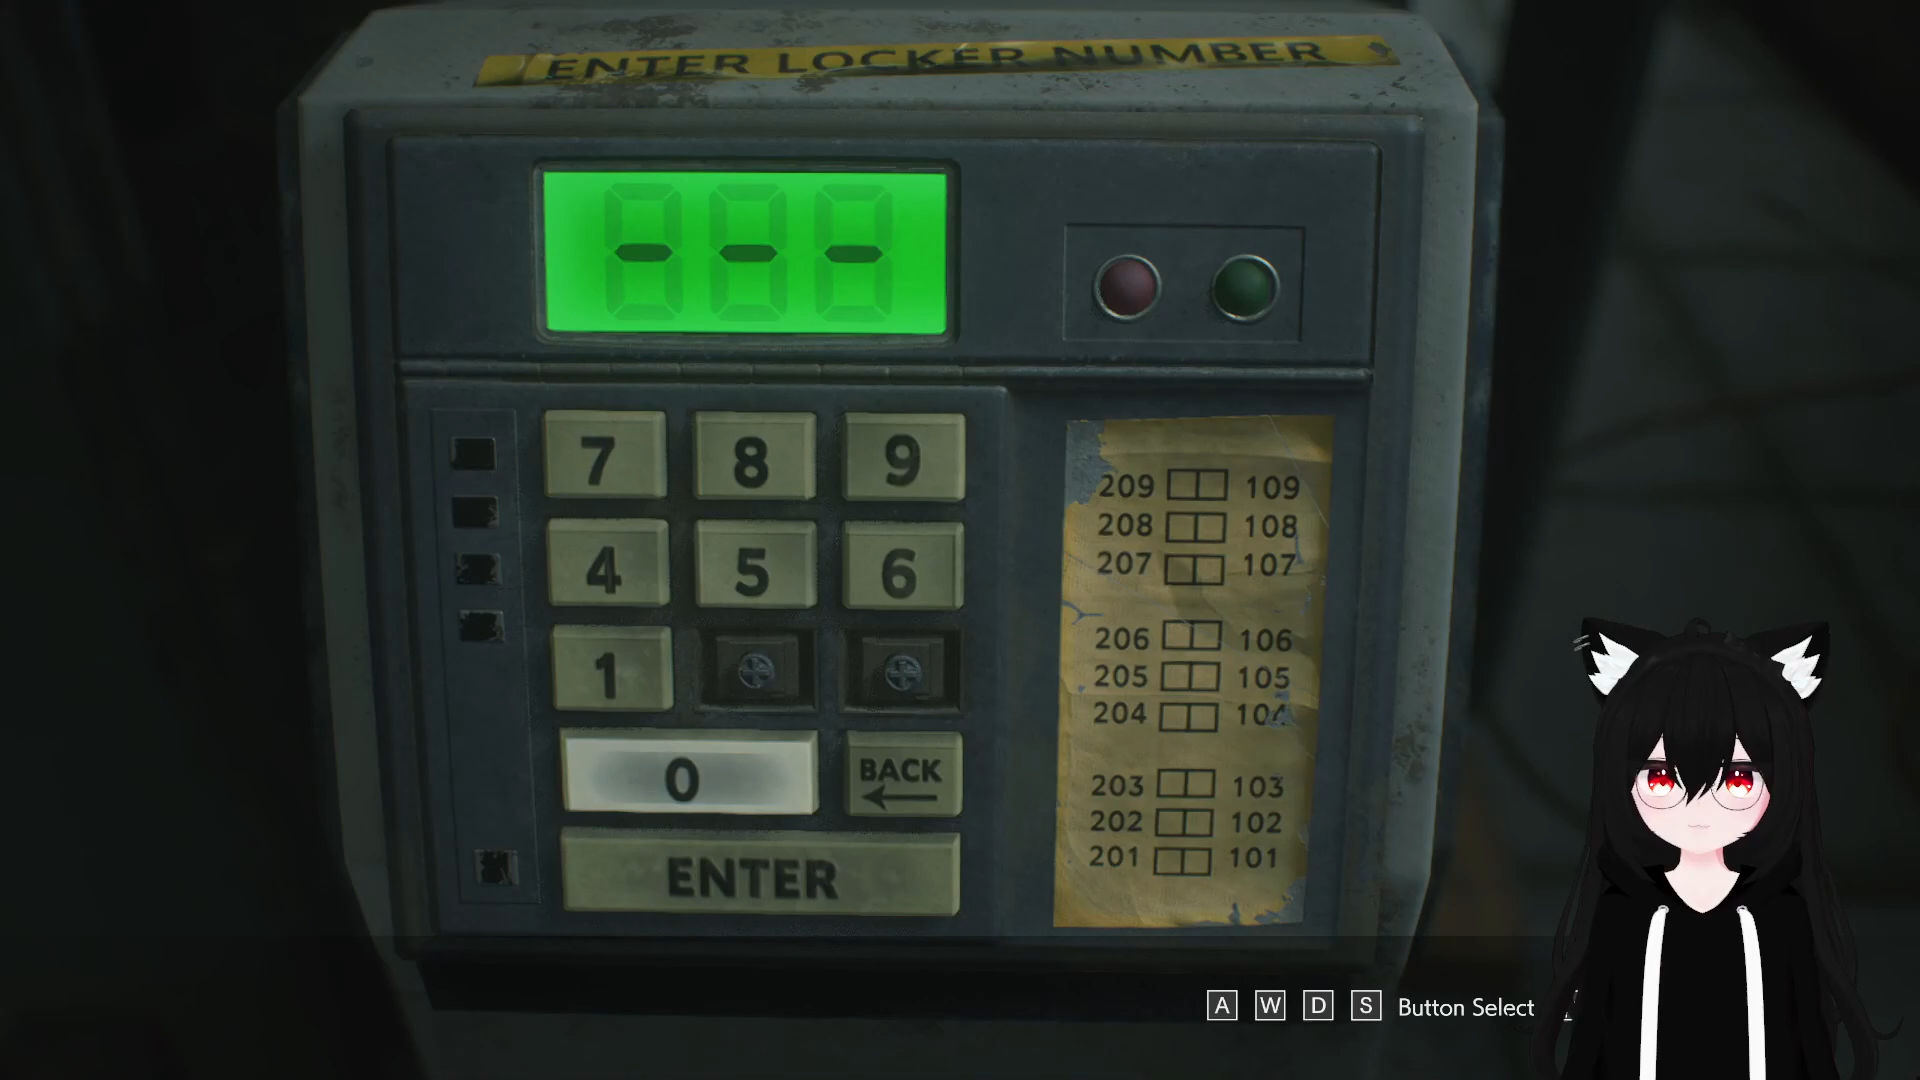 ENTER LOCKER NUMBER
7 8 9
4 5 6
1
0 BACK
ENTER
209 109
208 108
207 107
206 106
205 105
204 104
203 103
202 102
201 101
A W D S Button Select